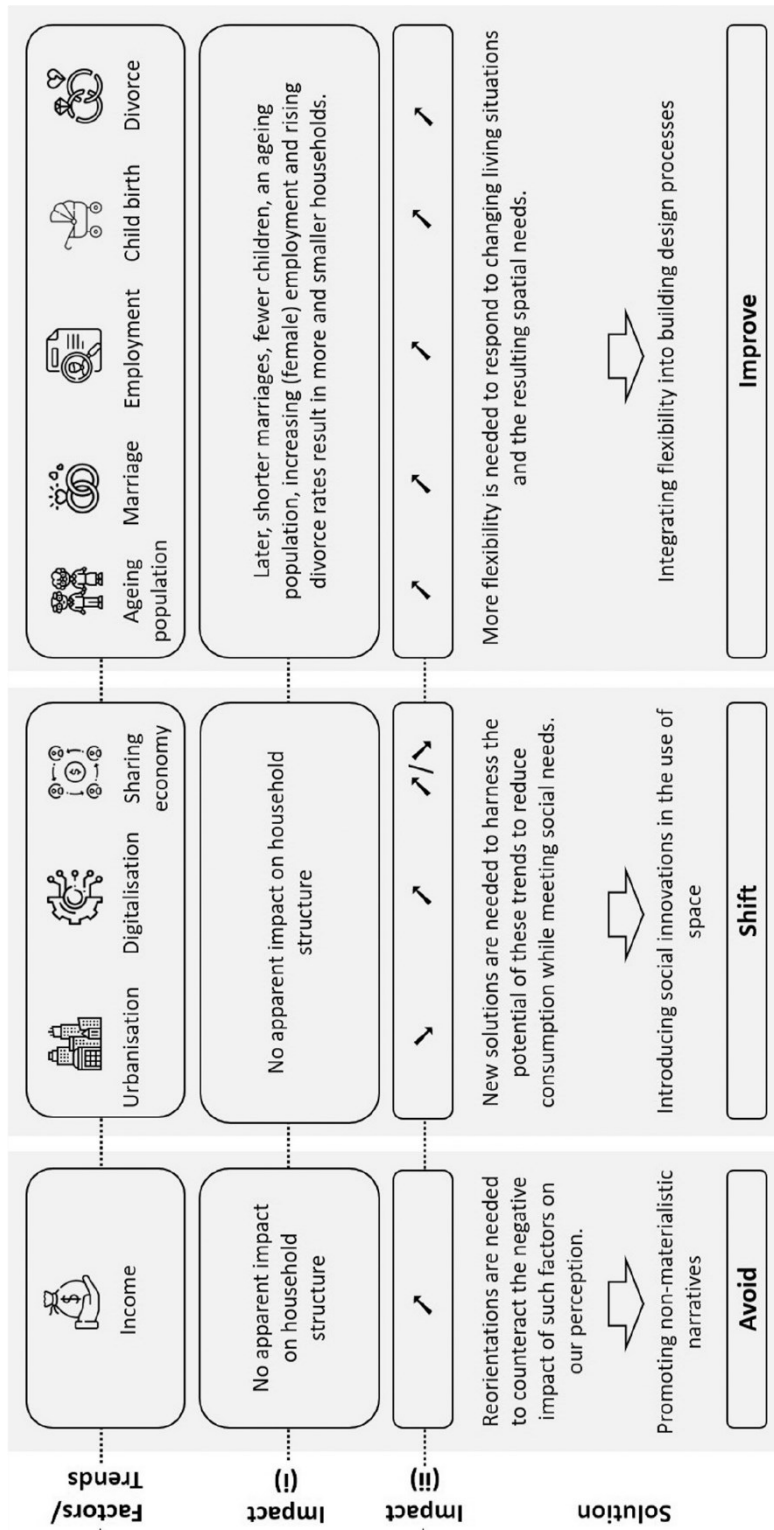 Factors/
Trends
Impact
(i)
Impact
(ii)
Solution
Income
No apparent impact
on household
structure
Reorientations are needed
to counteract the negative
impact of such factors on
our perception.
Promoting non-materialistic
narratives
Avoid
Urbanisation
Digitalisation
Sharing
economy
No apparent impact on household
structure
/
New solutions are needed to harness the
potential of these trends to reduce
consumption while meeting social needs.
Introducing social innovations in the use of
space
Shift
Ageing
population
Marriage
Employment
Child birth
Divorce
Later, shorter marriages, fewer children, an ageing
population, increasing (female) employment and rising
divorce rates result in more and smaller households.
More flexibility is needed to respond to changing living situations
and the resulting spatial needs.
Integrating flexibility into building design processes
Improve